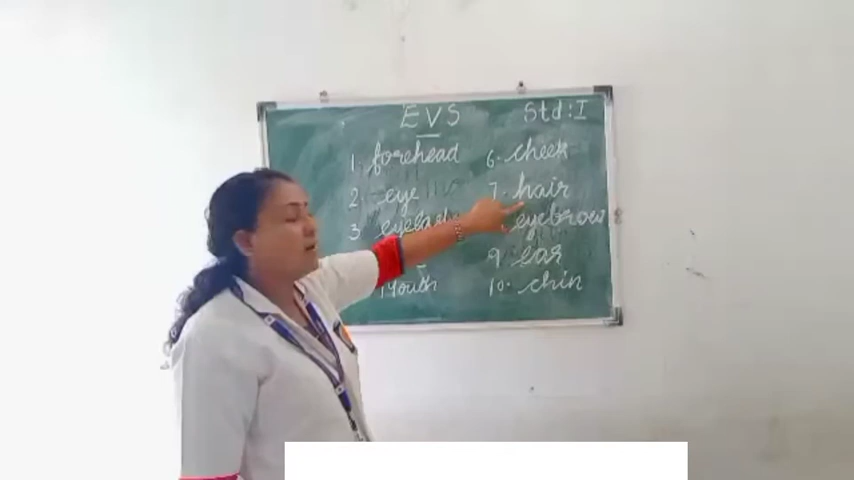 EVS Std:I
1. forehead
2. eye
3 eyelash
Mouth
6. cheek
7. hair
eyebrow
9 ear
10. chin